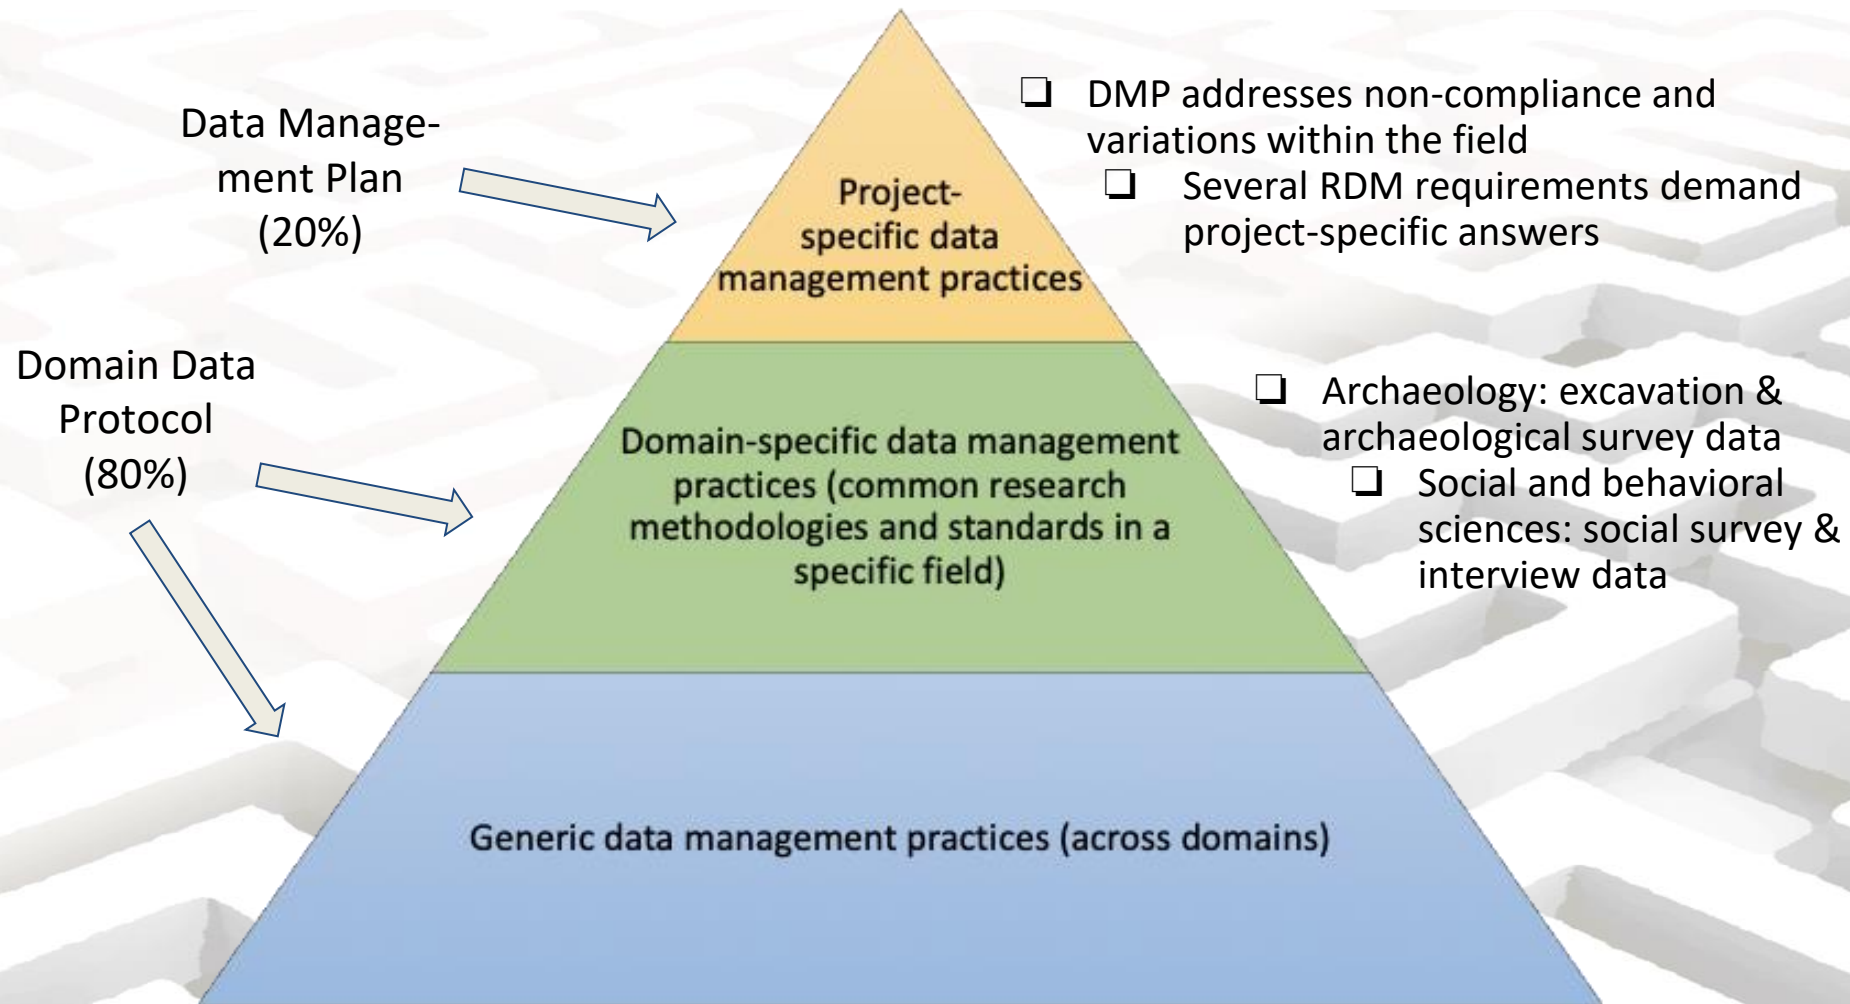 Data Manage-
ment Plan
(20%)
❏ DMP addresses non-compliance and
variations within the field
❏ Several RDM requirements demand
project-specific answers
Project-
specific data
management practices
Domain Data
Protocol
(80%)
❏ Archaeology: excavation &
archaeological survey data
❏ Social and behavioral
sciences: social survey &
interview data
Domain-specific data management
practices (common research
methodologies and standards in a
specific field)
Generic data management practices (across domains)